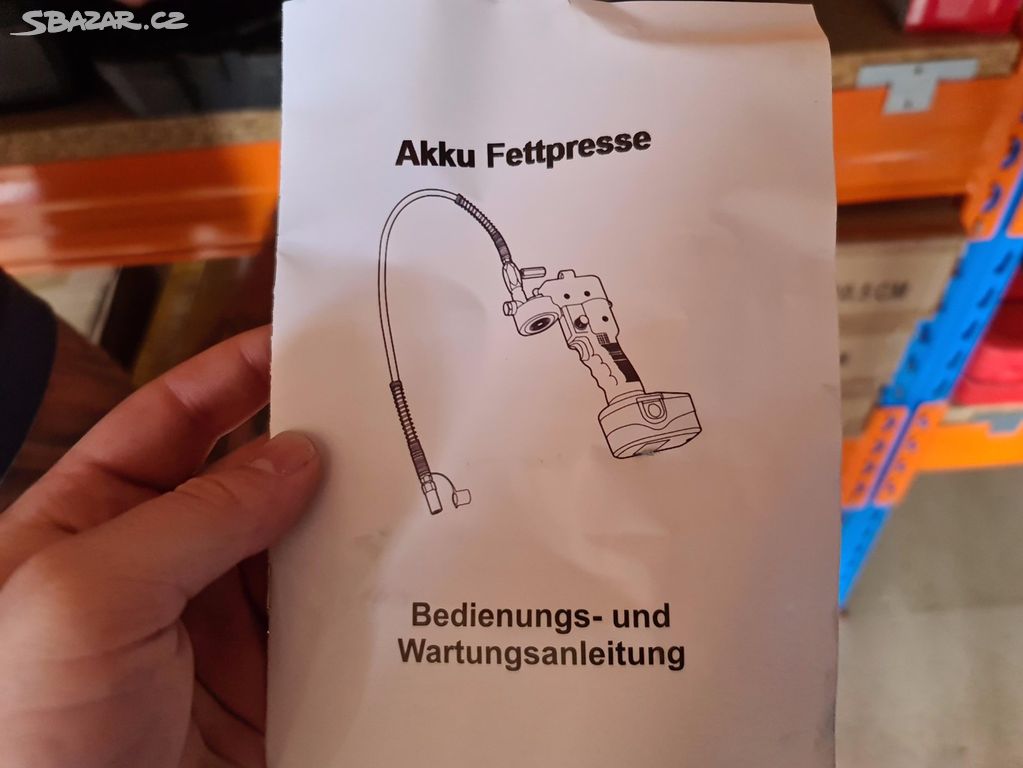 SBAZAR.CZ
Akku Fettpresse
Bedienungs- und
Wartungsanleitung